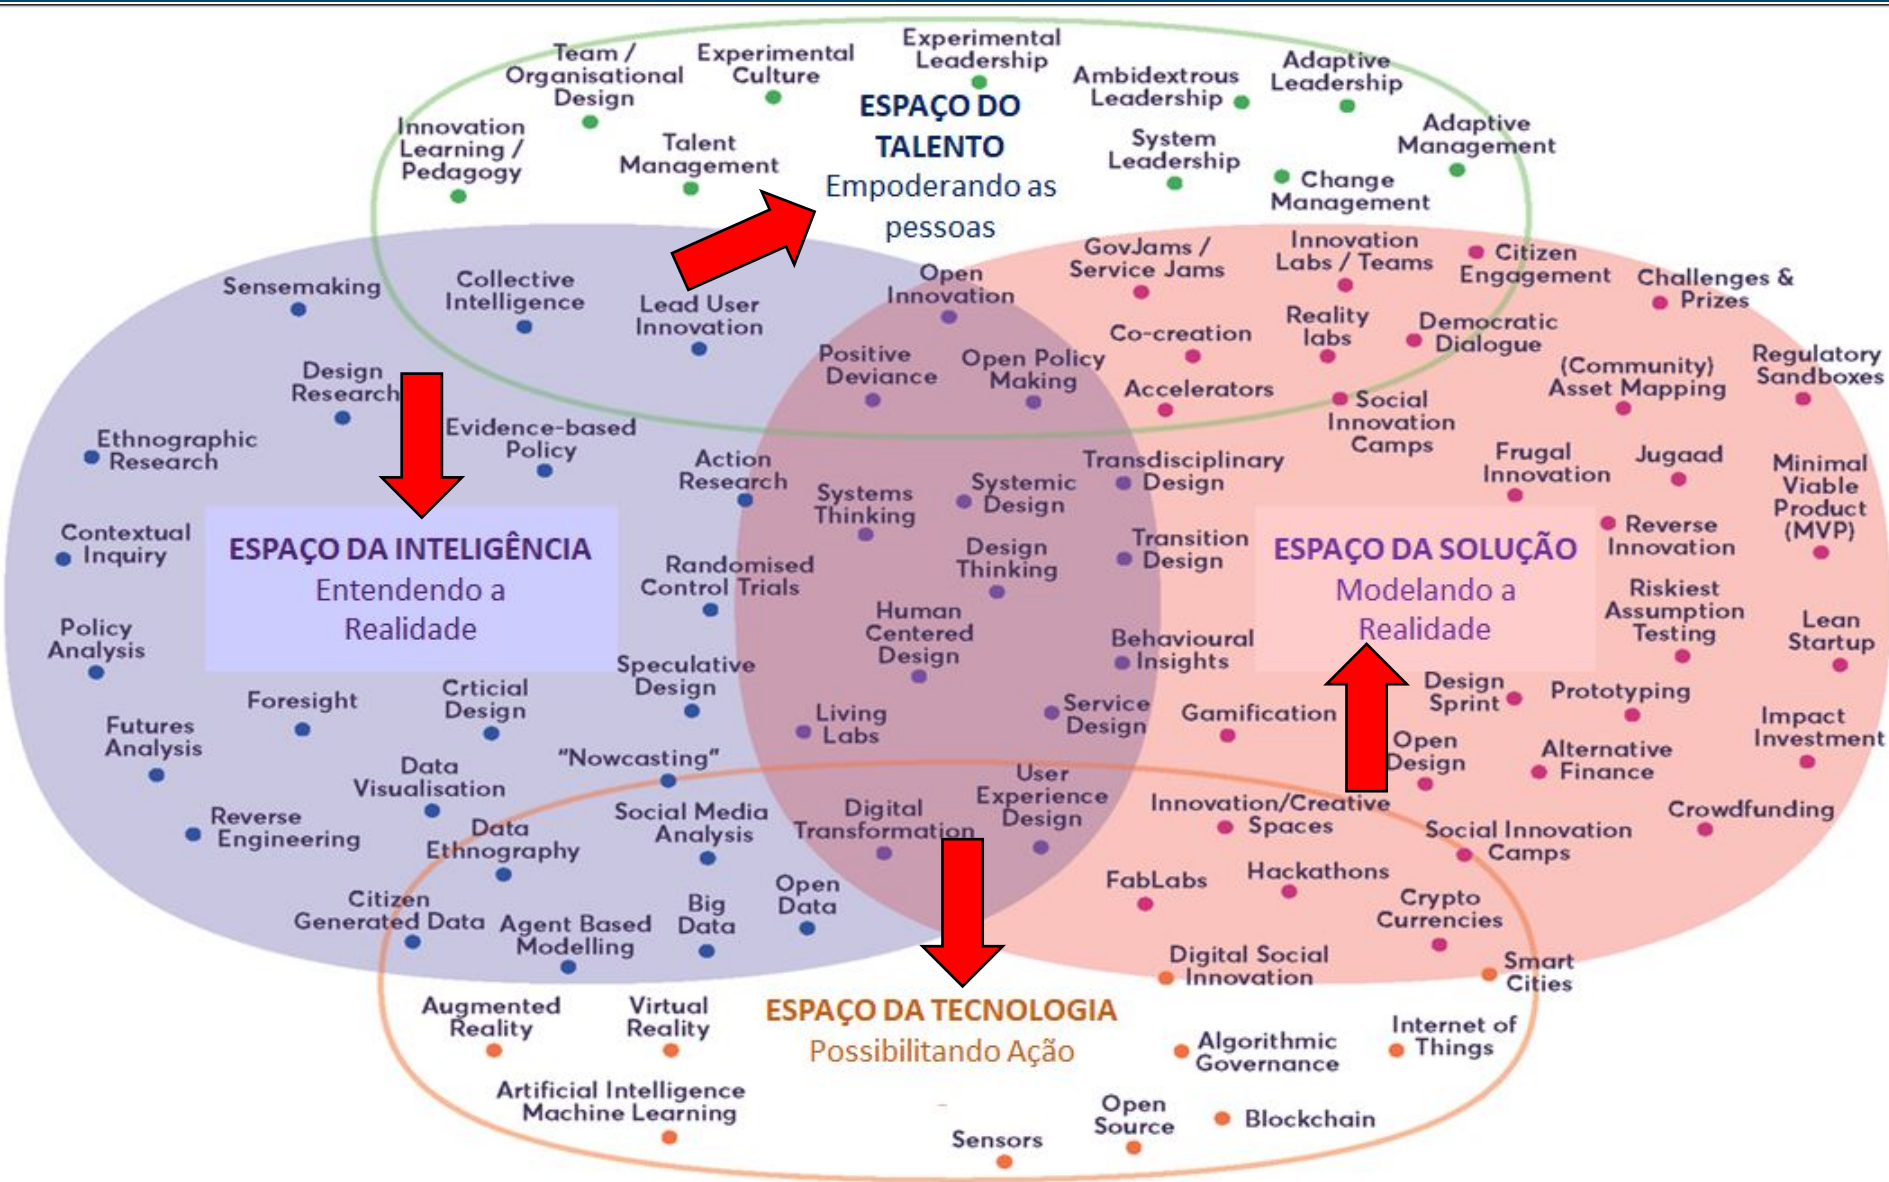 Team /
Organisational
Design
Experimental
Culture
Experimental
Leadership
Ambidextrous
Leadership
Adaptive
Leadership
Innovation
Learning /
Pedagogy
Talent
Management
ESPAÇO DO
TALENTO
Empoderando as
pessoas
System
Leadership
Adaptive
Management
Change
Management
Sensemaking
Collective
Intelligence
Lead User
Innovation
Open
Innovation
GovJams /
Service Jams
Innovation
Labs / Teams
Citizen
Engagement
Challenges &
Prizes
Design
Research
Positive
Deviance
Open Policy
Making
Co-creation
Reality
labs
Democratic
Dialogue
Accelerators
(Community)
Asset Mapping
Regulatory
Sandboxes
Social
Innovation
Camps
Ethnographic
Research
Evidence-based
Policy
Action
Research
Systems
Thinking
Systemic
Design
Transdisciplinary
Design
Frugal
Innovation
Jugaad
Minimal
Viable
Product
(MVP)
Contextual
Inquiry
ESPAÇO DA INTELIGÊNCIA
Entendendo a
Realidade
Randomised
Control Trials
Design
Thinking
Transition
Design
ESPAÇO DA SOLUÇÃO
Modelando a
Realidade
Reverse
Innovation
Policy
Analysis
Human
Centered
Design
Behavioural
Insights
Riskiest
Assumption
Testing
Lean
Startup
Foresight
Crticial
Design
Speculative
Design
Living
Labs
Service
Design
Gamification
Design
Sprint
Prototyping
Futures
Analysis
"Nowcasting"
Open
Design
Alternative
Finance
Impact
Investment
Data
Visualisation
User
Experience
Design
Reverse
Engineering
Data
Ethnography
Social Media
Analysis
Digital
Transformation
Innovation/Creative
Spaces
Social Innovation
Camps
Crowdfunding
Citizen
Generated Data
Agent Based
Modelling
Big
Data
Open
Data
FabLabs
Hackathons
Crypto
Currencies
Digital Social
Innovation
Smart
Cities
Augmented
Reality
Virtual
Reality
ESPAÇO DA TECNOLOGIA
Possibilitando Ação
Algorithmic
Governance
Internet of
Things
Artificial Intelligence
Machine Learning
Sensors
Open
Source
Blockchain